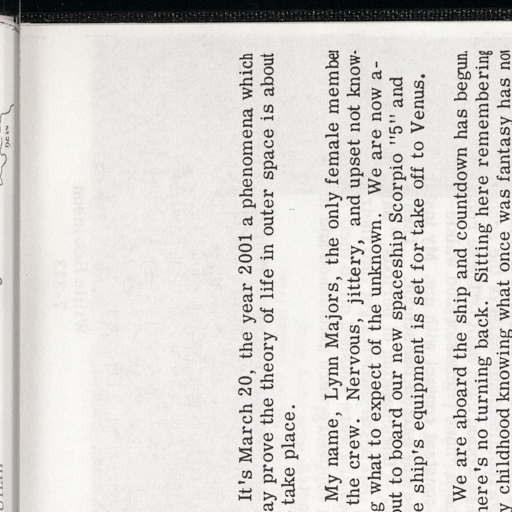 It's March 20, the year 2001 a phenomena which
ay prove the theory of life in outer space is about
take place.
My name, Lynn Majors, the only female member
the crew. Nervous, jittery, and upset not know-
g what to expect of the unknown. We are now a-
out to board our new spaceship Scorpio "5" and
e ship's equipment is set for take off to Venus.
We are aboard the ship and countdown has begun.
here's no turning back. Sitting here remembering
y childhood knowing what once was fantasy has not